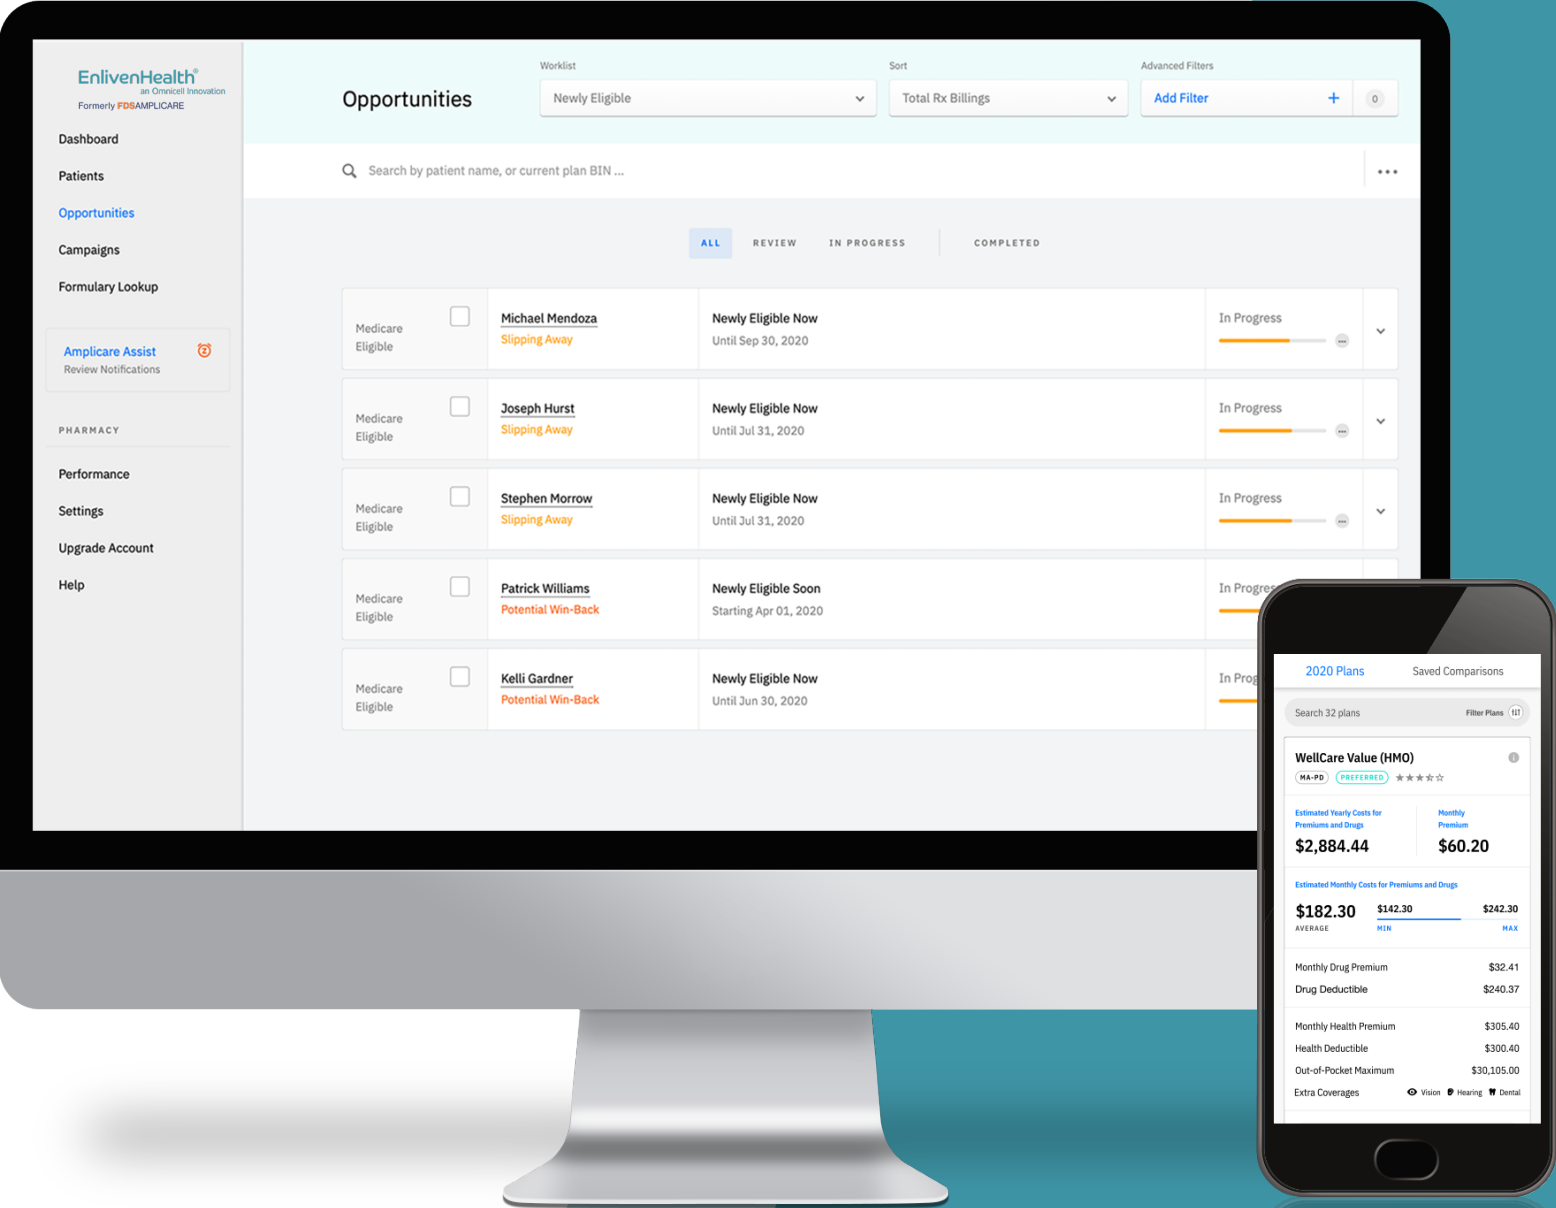 EnlivenHealth®
an Omnicell Innovation
Formerly FDSAMPLICARE
Dashboard
Patients
Opportunities
Campaigns
Formulary Lookup
Amplicare Assist
Review Notifications
PHARMACY
Performance
Settings
Upgrade Account
Help
Opportunities
Worklist
Newly Eligible
Sort
Total Rx Billings
Advanced Filters
Add Filter + 0
Search by patient name, or current plan BIN ...
ALL REVIEW IN PROGRESS COMPLETED
Medicare
Eligible
Michael Mendoza
Slipping Away
Newly Eligible Now
Until Sep 30, 2020
In Progress
Medicare
Eligible
Joseph Hurst
Slipping Away
Newly Eligible Now
Until Jul 31, 2020
In Progress
Medicare
Eligible
Stephen Morrow
Slipping Away
Newly Eligible Now
Until Jul 31, 2020
In Progress
Medicare
Eligible
Patrick Williams
Potential Win-Back
Newly Eligible Soon
Starting Apr 01, 2020
In Progress
Medicare
Eligible
Kelli Gardner
Potential Win-Back
Newly Eligible Now
Until Jun 30, 2020
In Prog
2020 Plans Saved Comparisons
Search 32 plans Filter Plans
WellCare Value (HMO)
MA-PD PREFERRED
Estimated Yearly Costs for
Premiums and Drugs
$2,884.44
Monthly
Premium
$60.20
Estimated Monthly Costs for Premiums and Drugs
$182.30
AVERAGE
$142.30 $242.30
MIN MAX
Monthly Drug Premium $32.41
Drug Deductible $240.37
Monthly Health Premium $305.40
Health Deductible $300.40
Out-of-Pocket Maximum $30,105.00
Extra Coverages Vision Hearing Dental